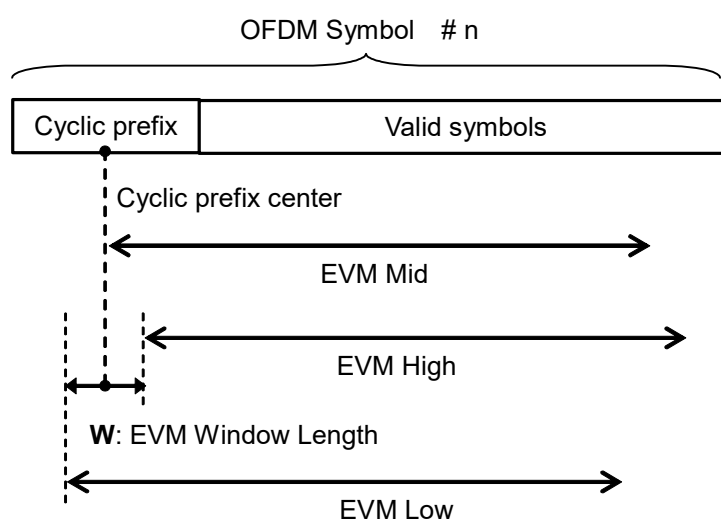 OFDM Symbol # n
Cyclic prefix
Valid symbols
Cyclic prefix center
EVM Mid
EVM High
W: EVM Window Length
EVM Low